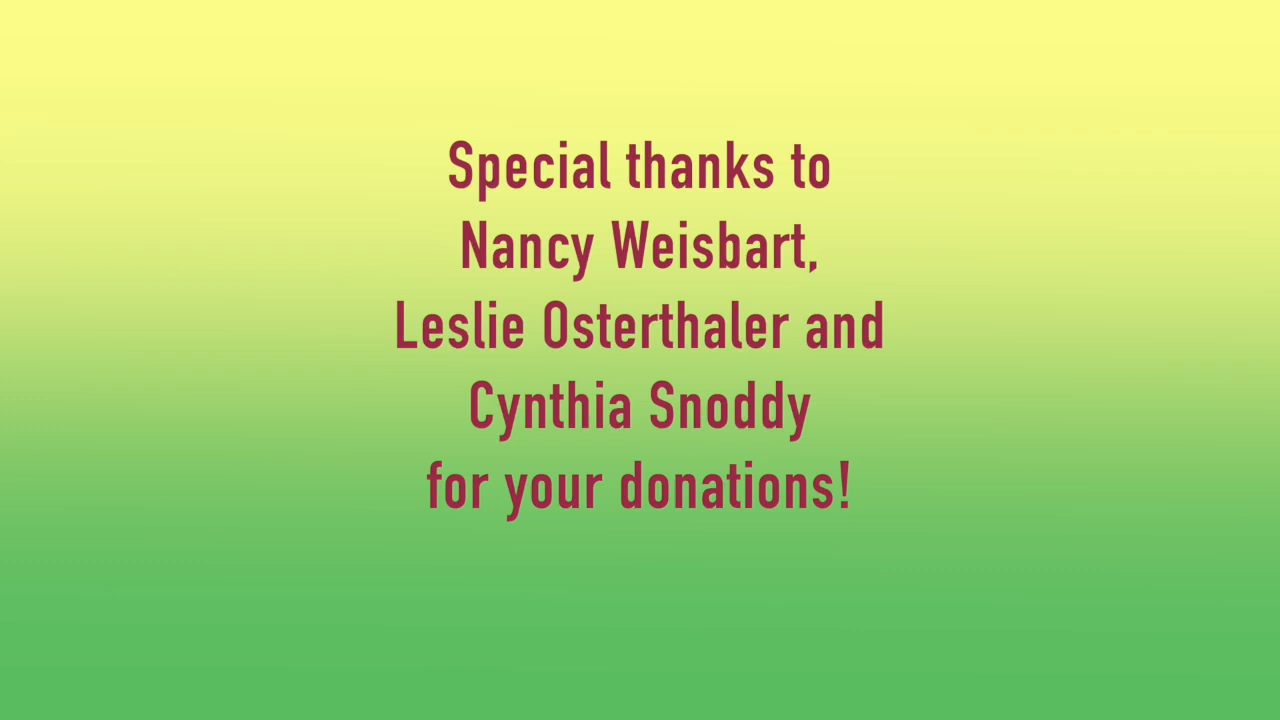 Special thanks to
Nancy Weisbart,
Leslie Osterthaler and
Cynthia Snoddy
for your donations!